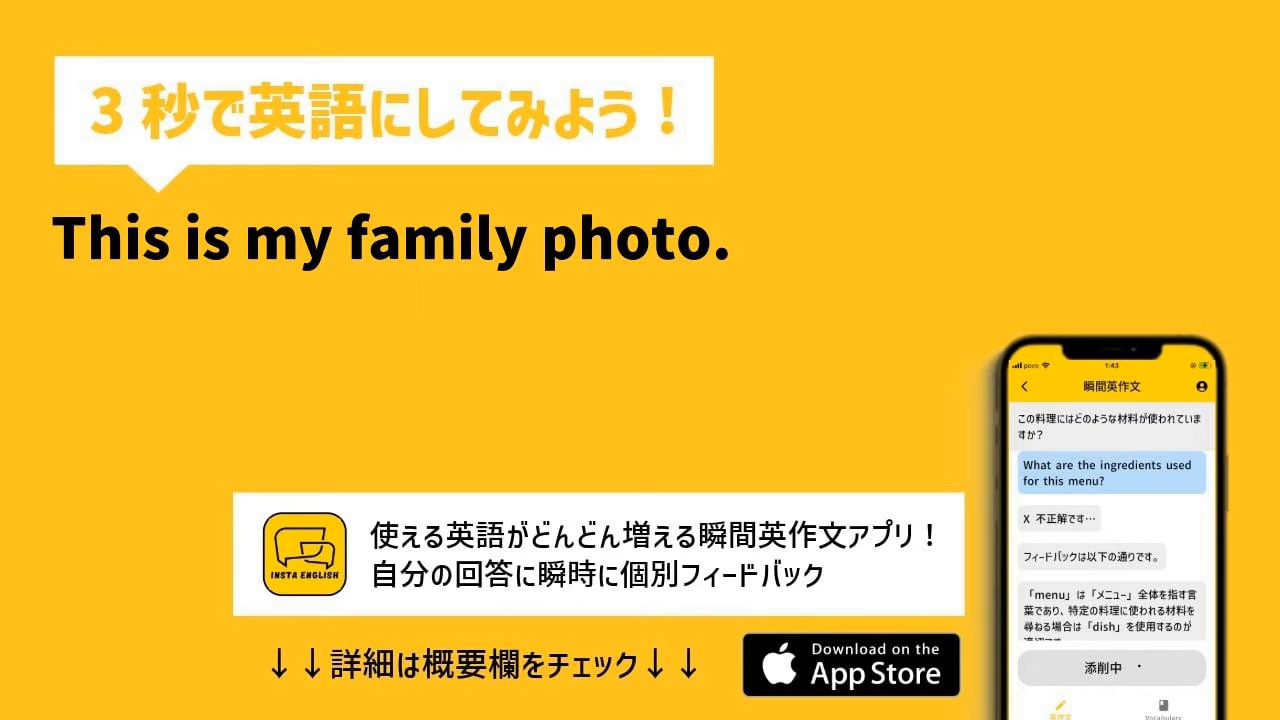 3秒で英語にしてみよう！
This is my family photo.
povo
1:43
瞬間英作文
この料理にはどのような材料が使われていま
すか？
What are the ingredients used
for this menu?
X 不正解です…
フィードバックは以下の通りです。
「menu」は「メニュー」全体を指す言
葉であり、特定の料理に使われる材料を
尋ねる場合は「dish」を使用するのが
添削中
英作文
Vocabulary
INSTA ENGLISH
使える英語がどんどん増える瞬間英作文アプリ！
自分の回答に瞬時に個別フィードバック
↓↓詳細は概要欄をチェック↓↓
Download on the
App Store